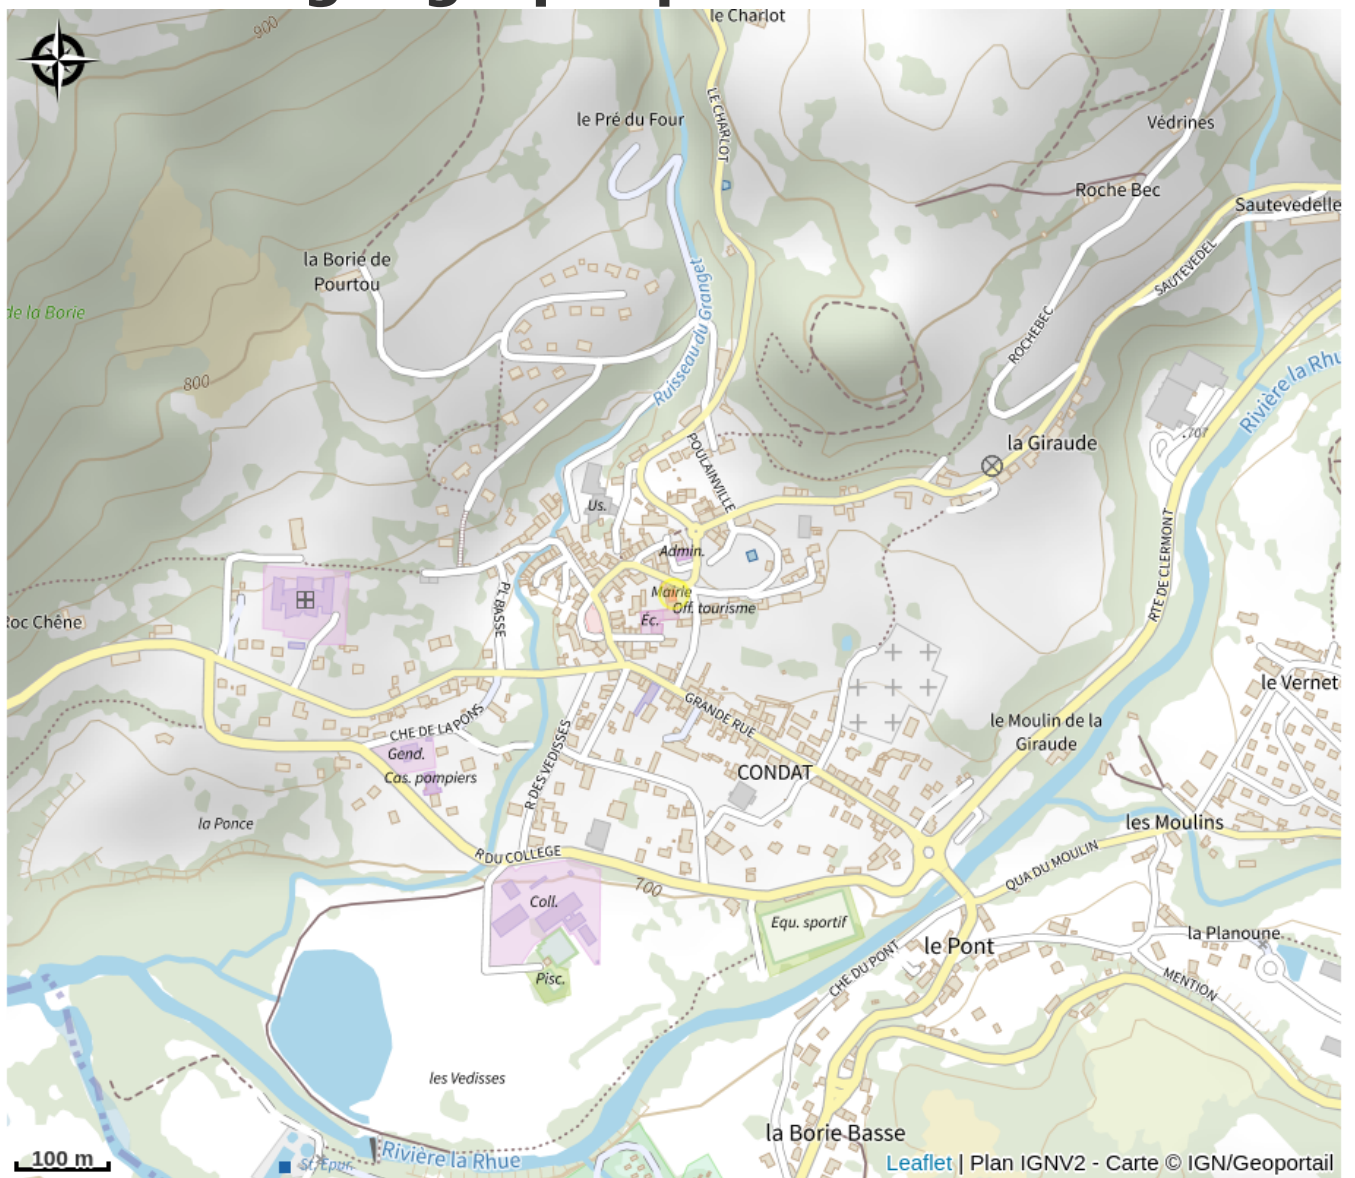 le Charlot
900
LE CHARLOT
le Pré du Four
Védrines
Roche Bec
Sautevedelle
la Borie de
Pourtou
SAUTEVEDEL
Ruisseau du Granget
de la Borie
ROCHEBEC
800
Rivière la Rhu
la Giraude
.707
POULAINVILLE
Us.
Admin.
RTE DE CLERMONT
Mairie
Off. tourisme
PL BASSE
Éc.
Roc Chêne
le Vernet
GRANDE RUE
CHE DE LA PONS
le Moulin de la
Giraude
Gend.
Cas. pompiers
R DES VEDISSES
CONDAT
la Ponce
les Moulins
R DU COLLEGE
QUA DU MOULIN
700
Coll.
Equ. sportif
la Planoune
le Pont
CHE DU PONT
Pisc.
MENTION
les Vedisses
la Borie Basse
Rivière la Rhue
St. Epur.
100 m
Leaflet | Plan IGNV2 - Carte © IGN/Geoportail